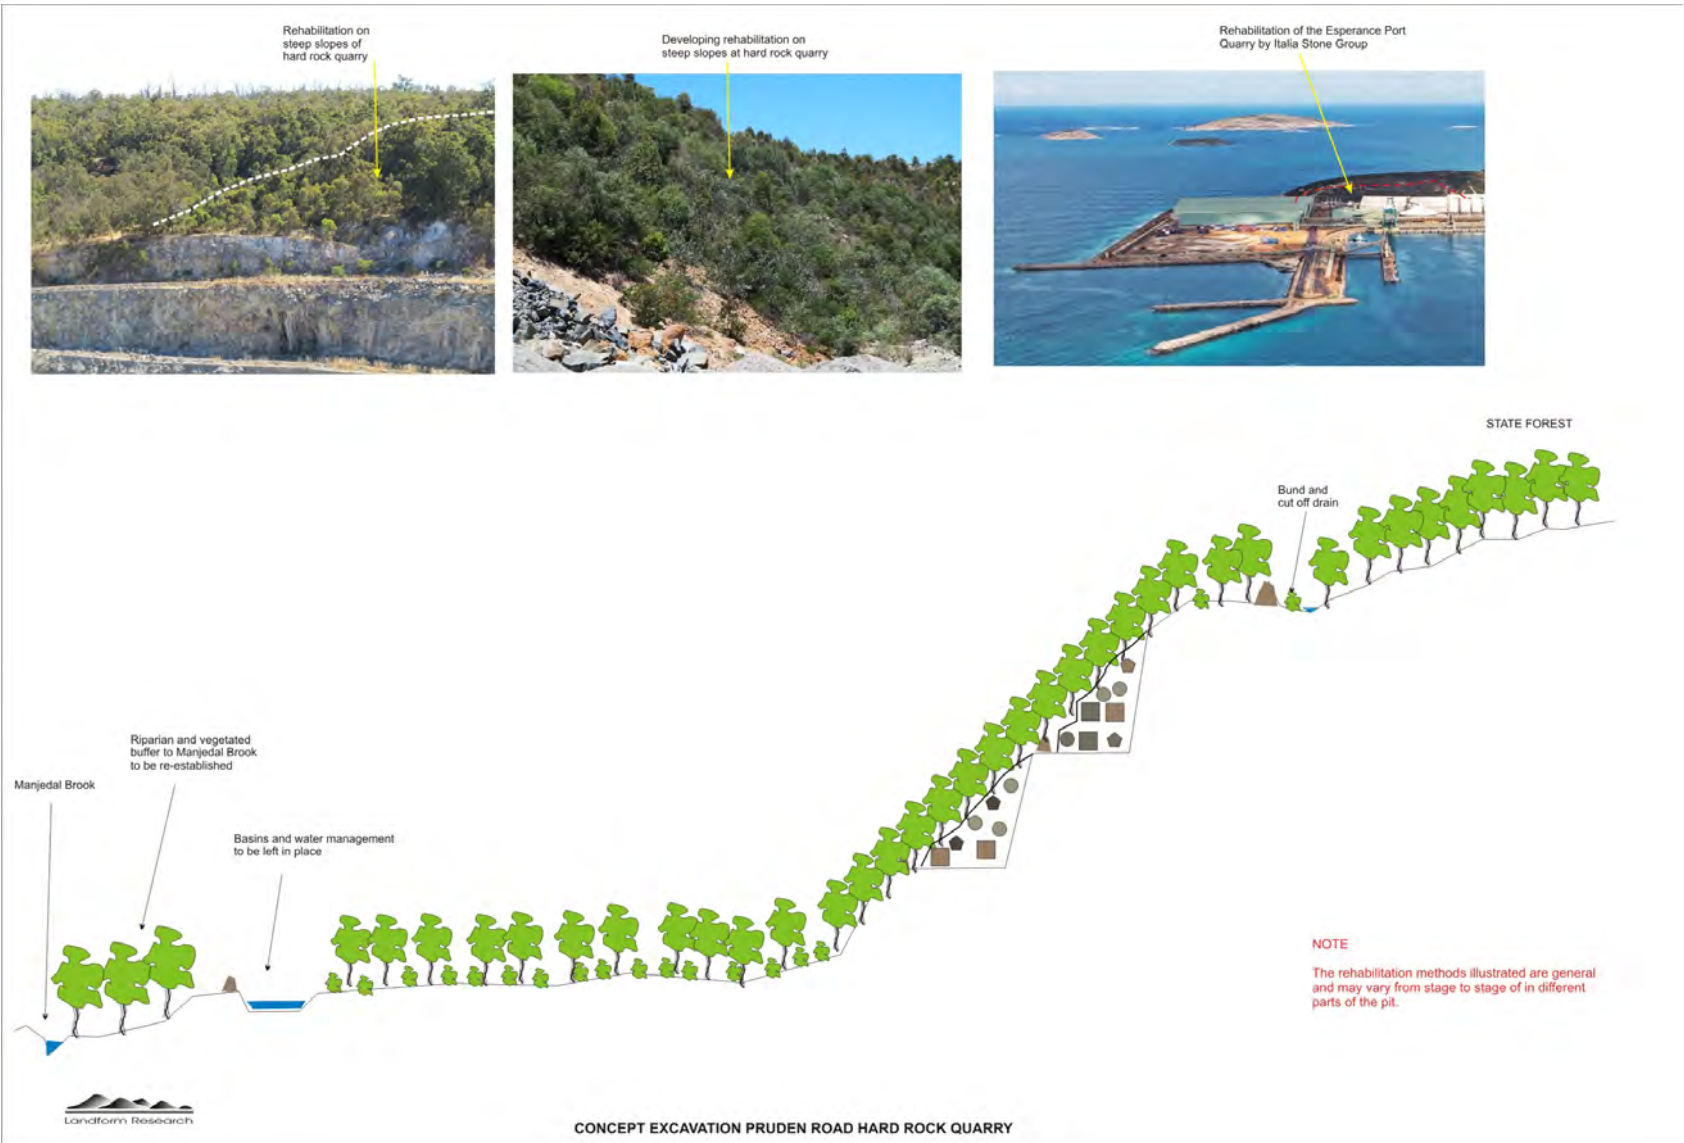 Rehabilitation on
steep slopes of
hard rock quarry
Developing rehabilitation on
steep slopes at hard rock quarry
Rehabilitation of the Esperance Port
Quarry by Italia Stone Group
STATE FOREST
Bund and
cut off drain
Riparian and vegetated
buffer to Manjedal Brook
to be re-established
Manjedal Brook
Basins and water management
to be left in place
NOTE
The rehabilitation methods illustrated are general
and may vary from stage to stage of in different
parts of the pit.
Landform Research
CONCEPT EXCAVATION PRUDEN ROAD HARD ROCK QUARRY